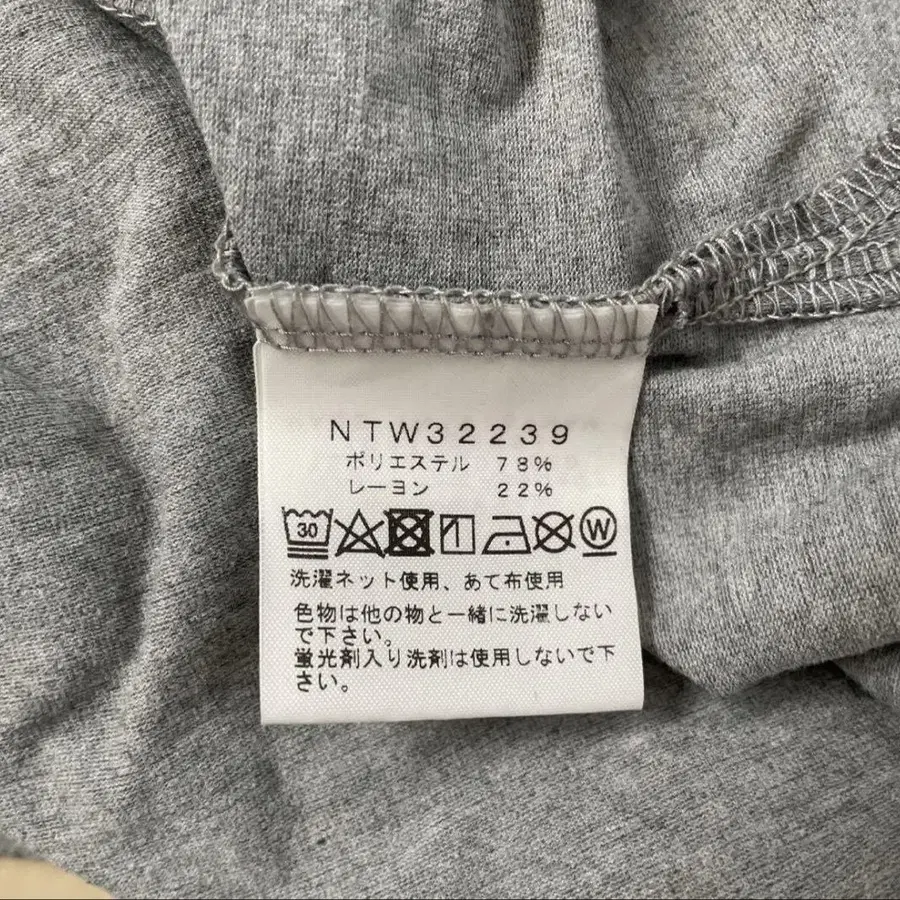 NTW32239
ポリエステル 78%
レーヨン 22%
30 W
洗濯ネット使用、あて布使用
色物は他の物と一緒に洗濯しない
で下さい。
蛍光剤入り洗剤は使用しないで下
さい。